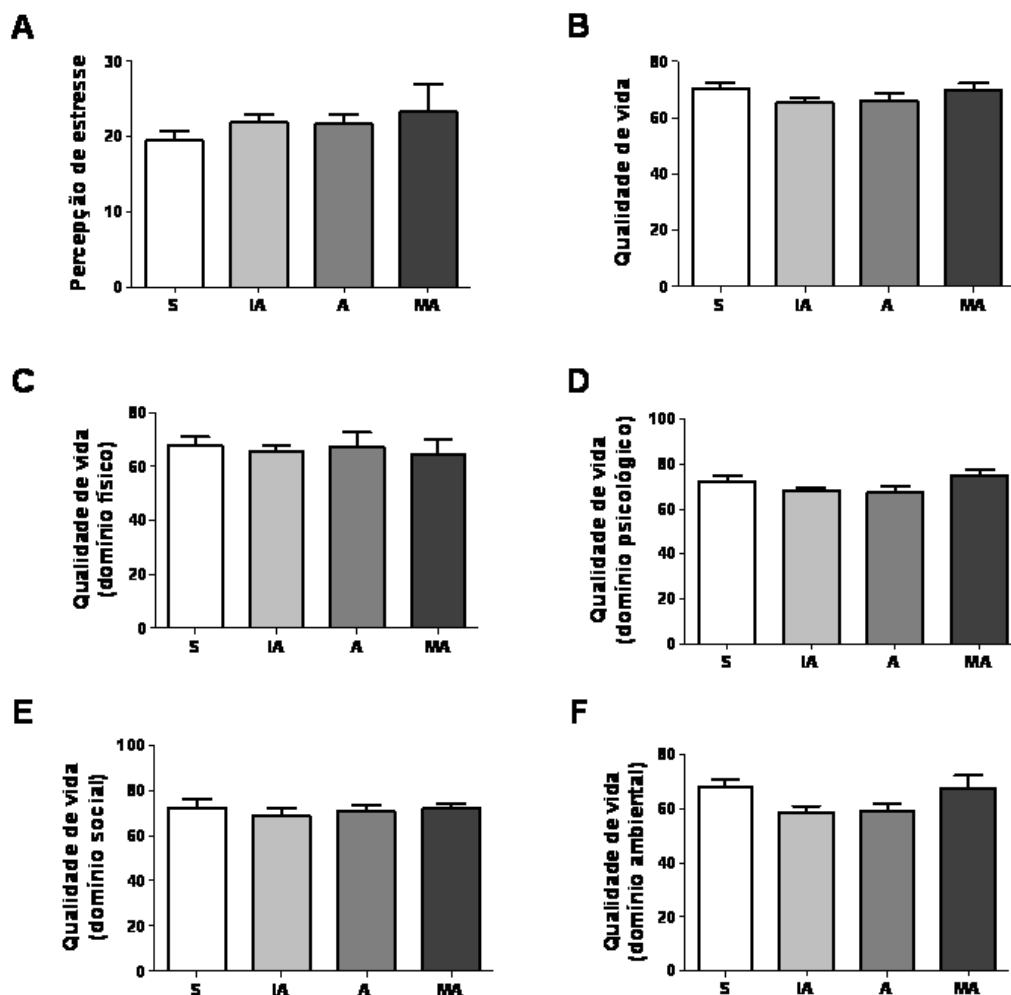 A
Percepção de estresse
30
20
10
0
S IA A MA
B
Qualidade de vida
80
60
40
20
0
S IA A MA
C
Qualidade de vida
(domínio físico)
80
60
40
20
0
S IA A MA
D
Qualidade de vida
(domínio psicológico)
100
80
60
40
20
0
S IA A MA
E
Qualidade de vida
(domínio social)
100
80
60
40
20
0
S IA A MA
F
Qualidade de vida
(domínio ambiental)
80
60
40
20
0
S IA A MA